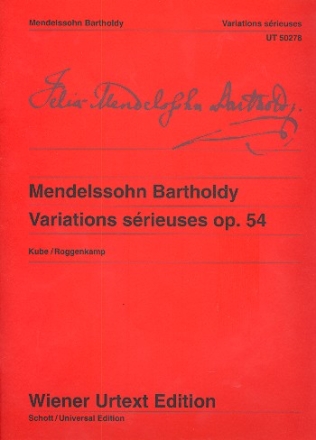 Mendelssohn Bartholdy Variations sérieuses
UT 50278
Felix Mendelssohn Bartholdy.
Mendelssohn Bartholdy
Variations sérieuses op. 54
Kube/Roggenkamp
Wiener Urtext Edition
Schott/Universal Edition